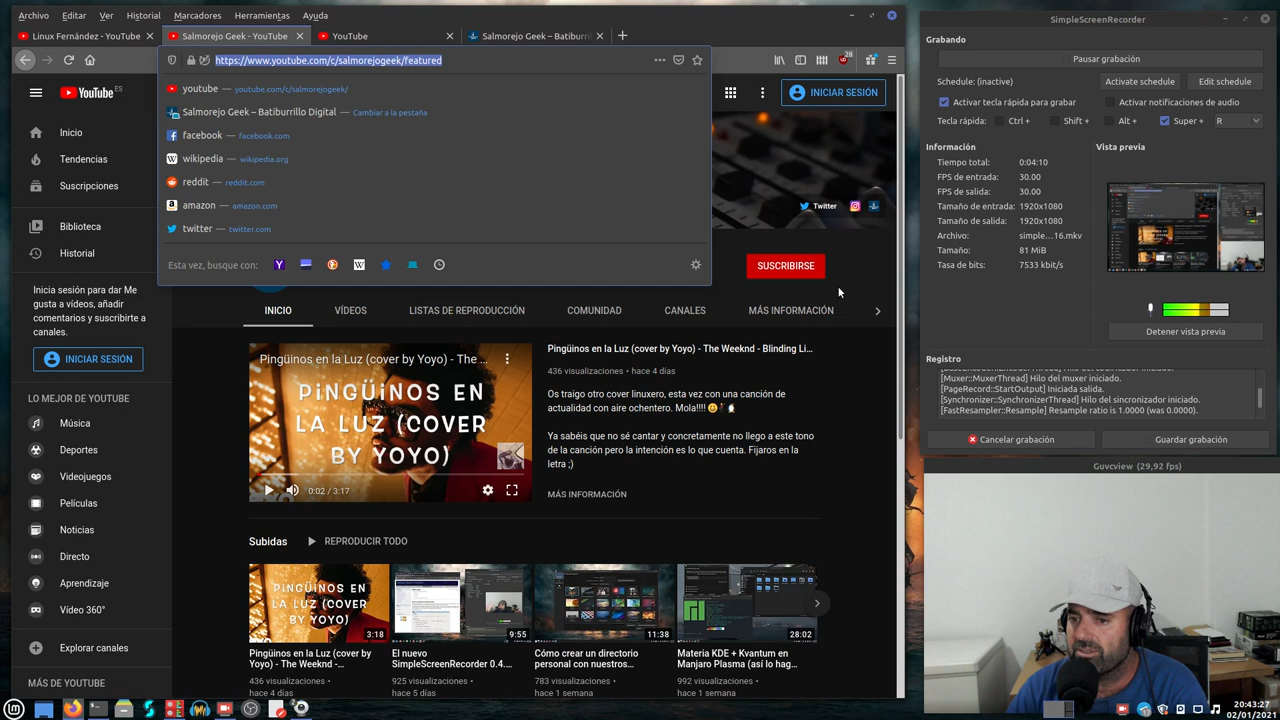 Archivo Editar Ver Historial Marcadores Herramientas Ayuda
Linux Fernández - YouTube
Salmorejo Geek - YouTube
YouTube
Salmorejo Geek – Batiburri
https://www.youtube.com/c/salmorejogeek/featured
28
youtube — youtube.com/c/salmorejogeek/
Salmorejo Geek – Batiburrillo Digital — Cambiar a la pestaña
facebook — facebook.com
wikipedia — wikipedia.org
reddit — reddit.com
amazon — amazon.com
twitter — twitter.com
Esta vez, busque con:
YouTube ES
INICIAR SESIÓN
Inicio
Tendencias
Suscripciones
Biblioteca
Historial
Inicia sesión para dar Me
gusta a vídeos, añadir
comentarios y suscribirte a
canales.
INICIAR SESIÓN
LO MEJOR DE YOUTUBE
Música
Deportes
Videojuegos
Películas
Noticias
Directo
Aprendizaje
Vídeo 360°
Explorar canales
MÁS DE YOUTUBE
Twitter
SUSCRIBIRSE
INICIO VÍDEOS LISTAS DE REPRODUCCIÓN COMUNIDAD CANALES MÁS INFORMACIÓN
Pingüinos en la Luz (cover by Yoyo) - The ...
PiNGÜiNOS EN
LA LUZ (COVER
BY YOYO)
0:02 / 3:17
Pingüinos en la Luz (cover by Yoyo) - The Weeknd - Blinding Li...
436 visualizaciones • hace 4 días
Os traigo otro cover linuxero, esta vez con una canción de
actualidad con aire ochentero. Mola!!!!
Ya sabéis que no sé cantar y concretamente no llego a este tono
de la canción pero la intención es lo que cuenta. Fijaros en la
letra ;)
MÁS INFORMACIÓN
Subidas REPRODUCIR TODO
PiNGÜiNOS EN
LA LUZ (COVER
BY YOYO)
3:18
9:55
11:38
28:02
Pingüinos en la Luz (cover by
Yoyo) - The Weeknd -...
436 visualizaciones •
hace 4 días
El nuevo
SimpleScreenRecorder 0.4....
925 visualizaciones •
hace 5 días
Cómo crear un directorio
personal con nuestros...
783 visualizaciones •
hace 1 semana
Materia KDE + Kvantum en
Manjaro Plasma (así lo hag...
992 visualizaciones •
hace 1 semana
SimpleScreenRecorder
Grabando
Pausar grabación
Schedule: (inactive) Activate schedule Edit schedule
Activar tecla rápida para grabar Activar notificaciones de audio
Tecla rápida: Ctrl + Shift + Alt + Super + R
Información
Tiempo total: 0:04:10
FPS de entrada: 30.00
FPS de salida: 30.00
Tamaño de entrada: 1920x1080
Tamaño de salida: 1920x1080
Archivo: simple...16.mkv
Tamaño: 81 MiB
Tasa de bits: 7533 kbit/s
Vista previa
Detener vista previa
Registro
[Muxer::MuxerThread] Hilo del muxer iniciado.
[PageRecord::StartOutput] Iniciada salida.
[Synchronizer::SynchronizerThread] Hilo del sincronizador iniciado.
[FastResampler::Resample] Resample ratio is 1.0000 (was 0.0000).
Cancelar grabación Guardar grabación
Guvcview (29,92 fps)
20:43:27
02/01/2021